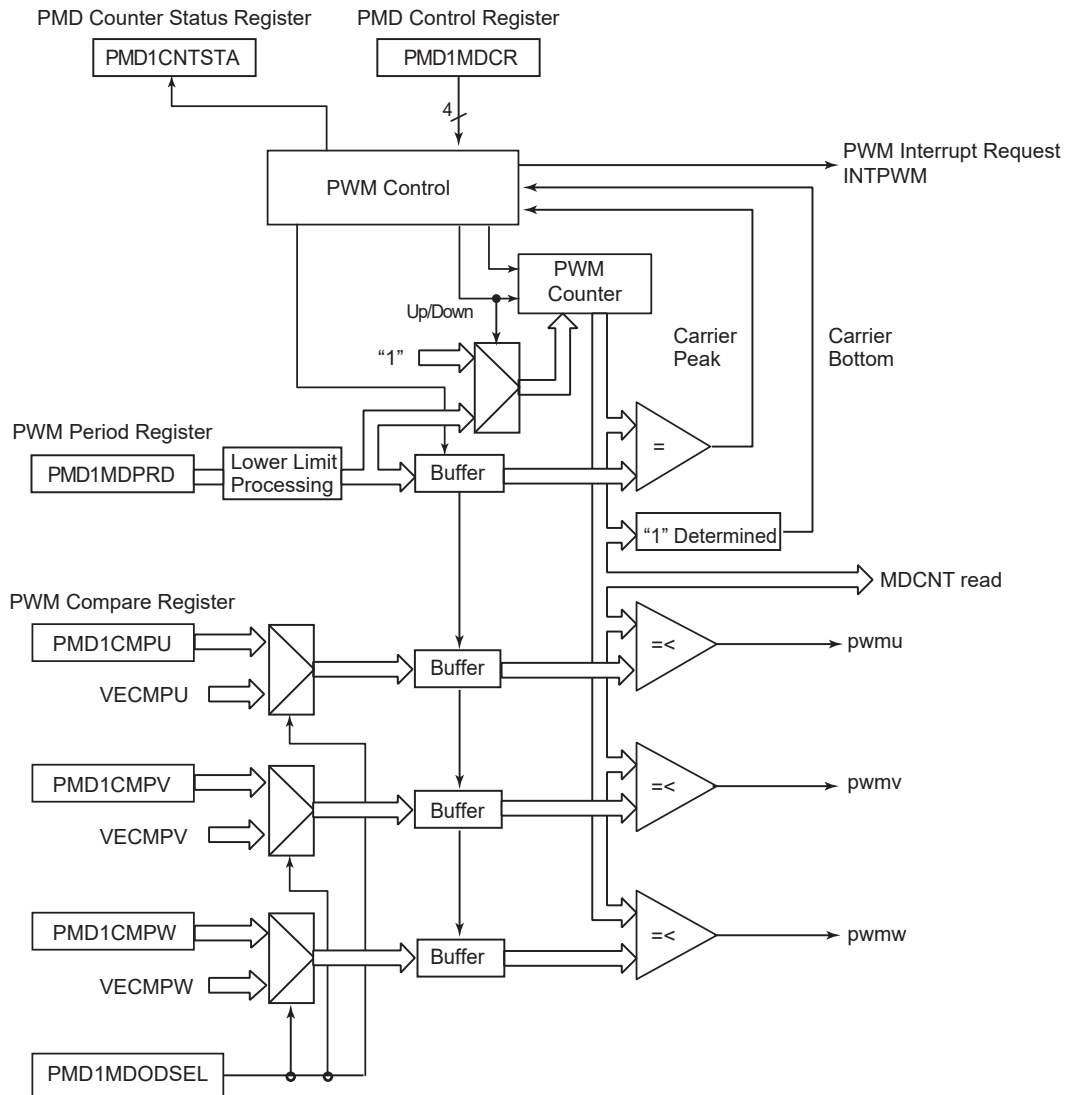 PMD Counter Status Register
PMD Control Register
PMD1CNTSTA
PMD1MDCR
4
PWM Control
PWM Interrupt Request
INTPWM
PWM
Counter
Up/Down
“1”
Carrier
Peak
Carrier
Bottom
PWM Period Register
PMD1MDPRD
Lower Limit
Processing
Buffer
=
“1” Determined
MDCNT read
PWM Compare Register
PMD1CMPU
VECMPU
Buffer
=<
pwmu
PMD1CMPV
VECMPV
Buffer
=<
pwmv
PMD1CMPW
VECMPW
Buffer
=<
pwmw
PMD1MDODSEL